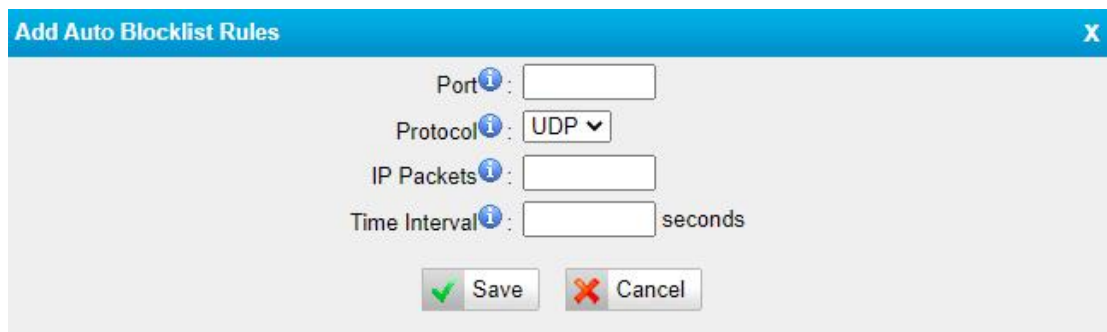 Add Auto Blocklist Rules X
Port i :
Protocol i : UDP
IP Packets i :
Time Interval i : seconds
Save Cancel